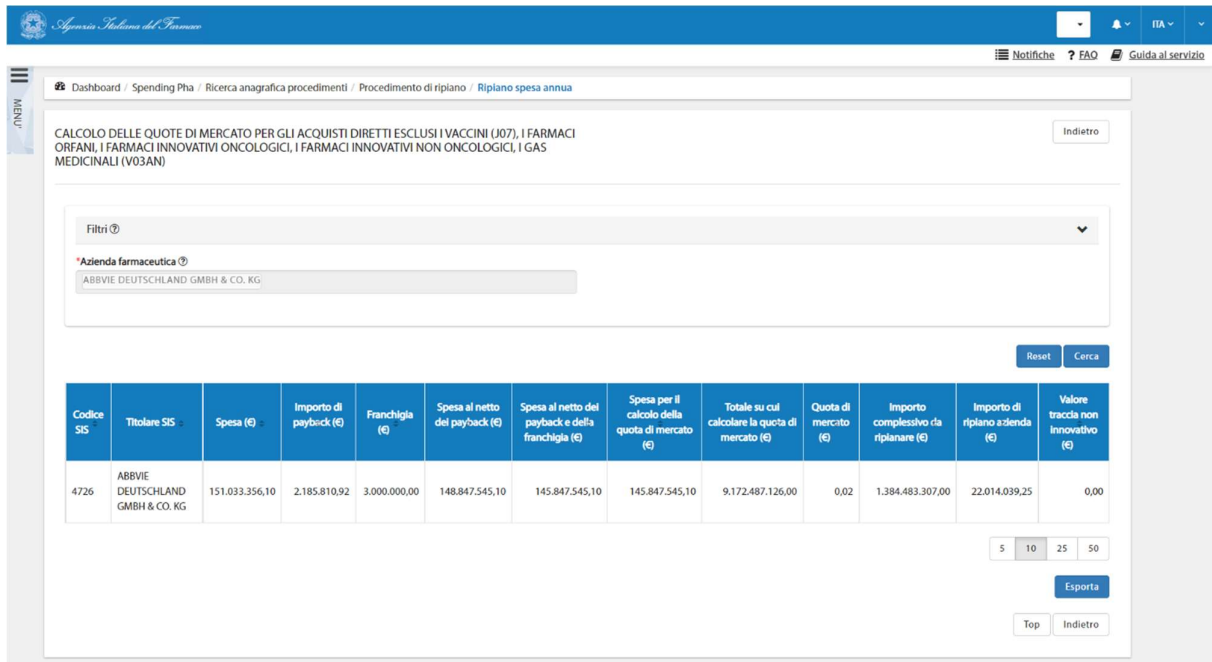 Agenzia Italiana del Farmaco
ITA
Notifiche ? FAQ Guida al servizio
MENU'
Dashboard / Spending Pha / Ricerca anagrafica procedimenti / Procedimento di ripiano / Ripiano spesa annua
CALCOLO DELLE QUOTE DI MERCATO PER GLI ACQUISTI DIRETTI ESCLUSI I VACCINI (J07), I FARMACI
ORFANI, I FARMACI INNOVATIVI ONCOLOGICI, I FARMACI INNOVATIVI NON ONCOLOGICI, I GAS
MEDICINALI (V03AN)
Indietro
Filtri ?
*Azienda farmaceutica ?
ABBVIE DEUTSCHLAND GMBH & CO. KG
Reset Cerca
Codice
SIS
Titolare SIS
Spesa (€)
Importo di
payback (€)
Franchigia
(€)
Spesa al netto
del payback (€)
Spesa al netto del
payback e della
franchigia (€)
Spesa per il
calcolo della
quota di mercato
(€)
Totale su cui
calcolare la quota di
mercato (€)
Quota di
mercato
(€)
Importo
complessivo da
ripianare (€)
Importo di
ripiano azienda
(€)
Valore
traccia non
innovativo
(€)
4726
ABBVIE
DEUTSCHLAND
GMBH & CO. KG
151.033.356,10
2.185.810,92
3.000.000,00
148.847.545,10
145.847.545,10
145.847.545,10
9.172.487.126,00
0,02
1.384.483.307,00
22.014.039,25
0,00
5 10 25 50
Esporta
Top Indietro